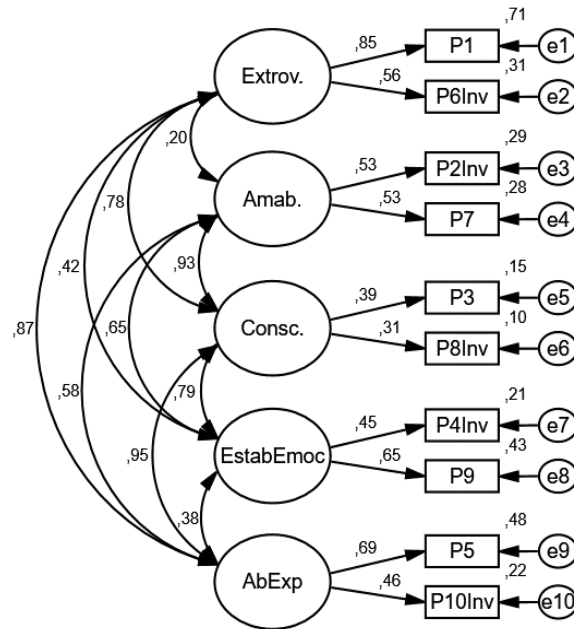 ,71
,85 P1 e1
Extrov. ,31
,56 P6Inv e2
,20 ,29
,53 P2Inv e3
,78 Amab. ,28
,53 P7 e4
,93 ,15
,42 ,39 P3 e5
,87 ,65 Consc. ,10
,31 P8Inv e6
,58 ,79 ,21
,45 P4Inv e7
,95 EstabEmoc ,43
,65 P9 e8
,38 ,48
,69 P5 e9
AbExp ,22
,46 P10Inv e10